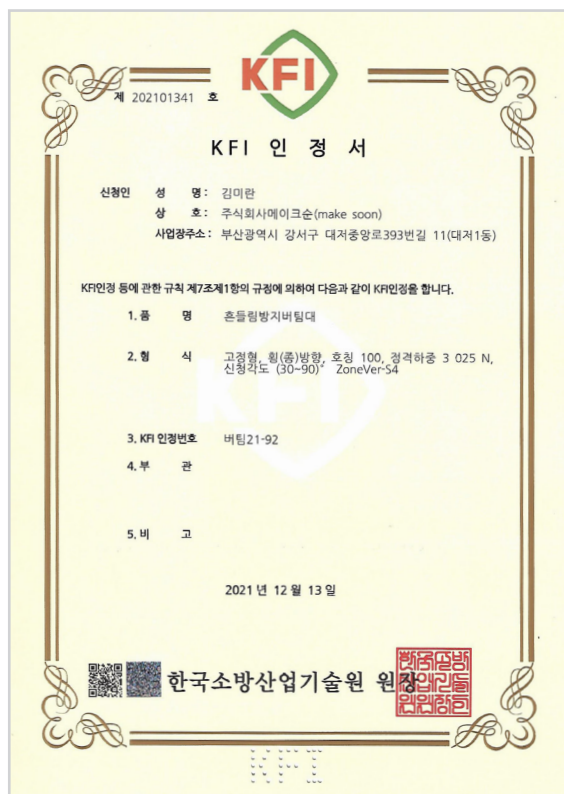 KFI
제 202101341 호
KFI 인 정 서
신청인 성 명 : 김미란
상 호 : 주식회사메이크순(make soon)
사업장주소 : 부산광역시 강서구 대저중앙로393번길 11(대저1동)
KFI인정 등에 관한 규칙 제7조제1항의 규정에 의하여 다음과 같이 KFI인정을 합니다.
1. 품 명 흔들림방지버팀대
2. 형 식 고정형, 횡(종)방향, 호칭 100, 정격하중 3 025 N,
신청각도 (30~90)° ZoneVer-S4
KFI
3. KFI 인정번호 버팀21-92
4. 부 관
5. 비 고
2021 년 12 월 13 일
한국소방산업기술원 원장
KFI